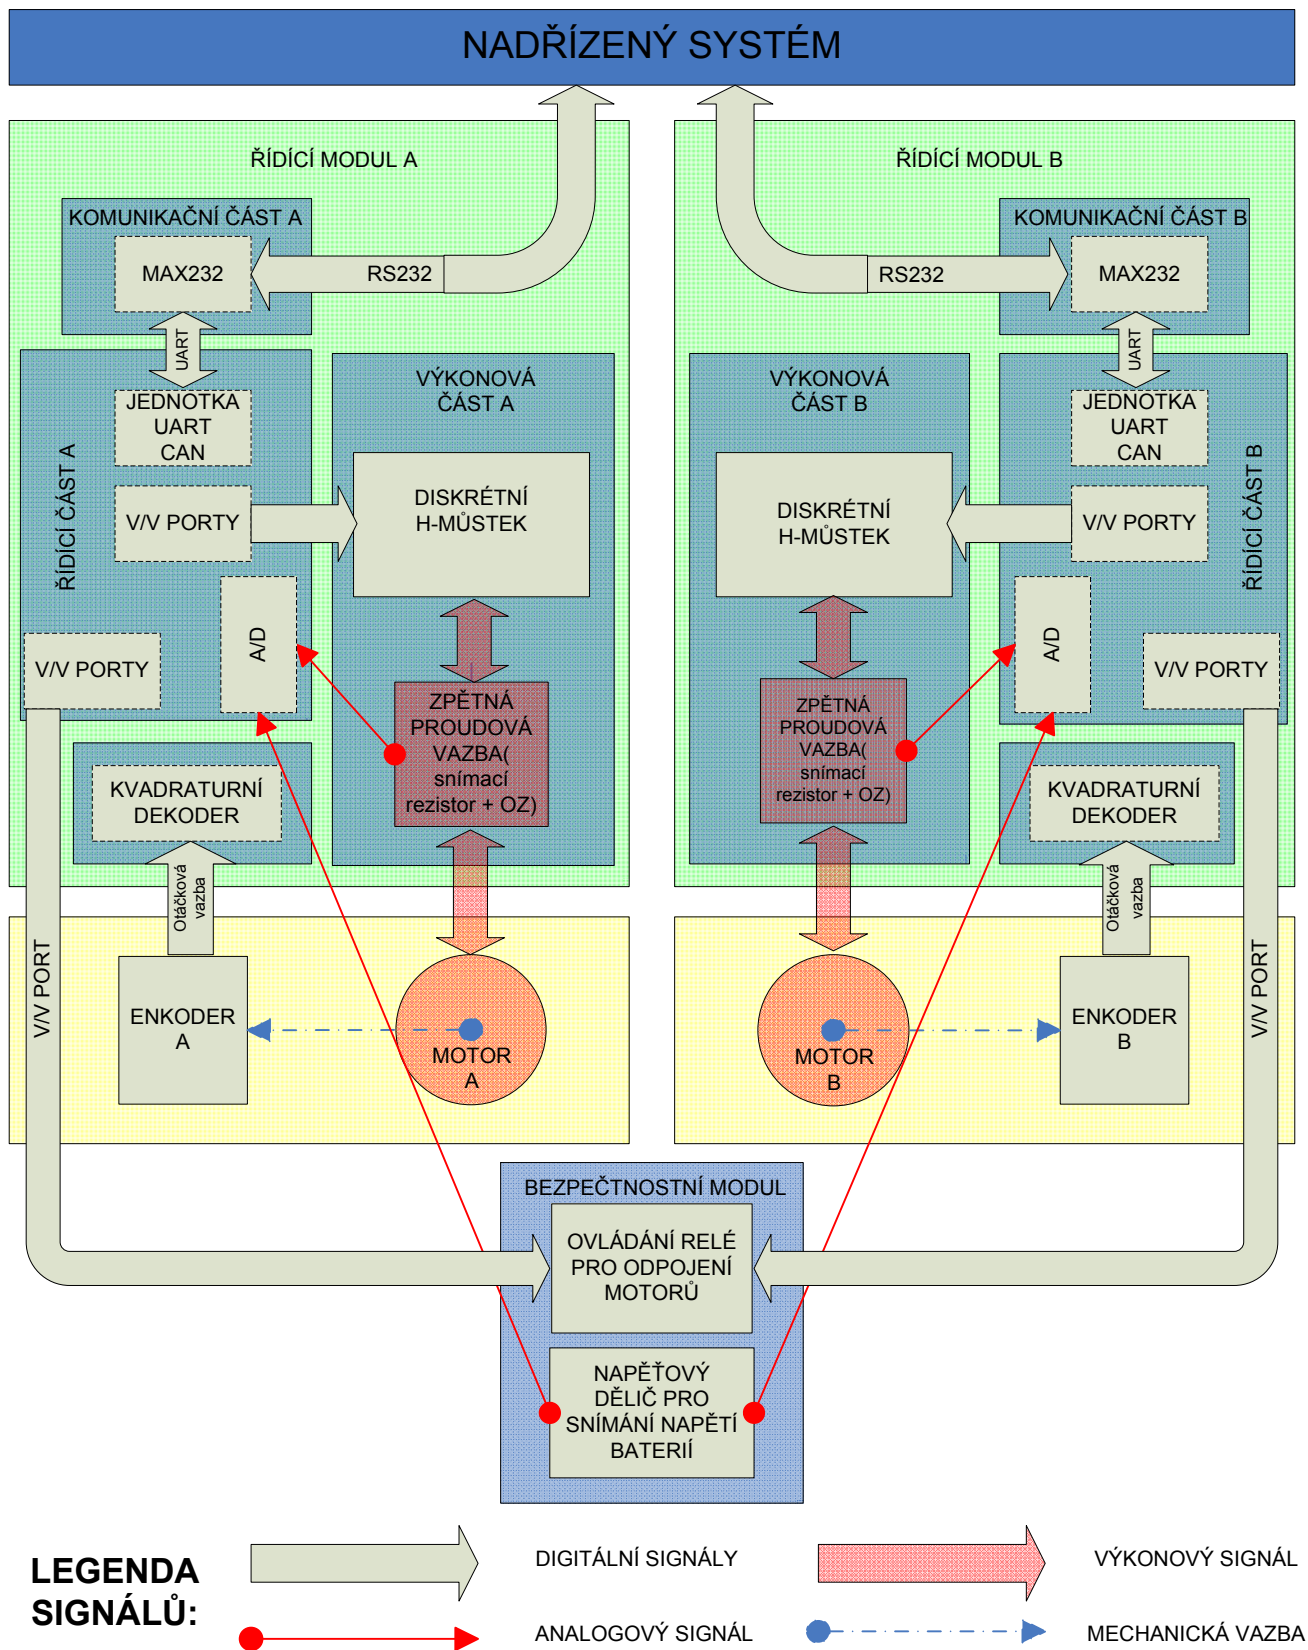 NADŘÍZENÝ SYSTÉM
ŘÍDÍCÍ MODUL A
KOMUNIKAČNÍ ČÁST A
MAX232
RS232
UART
JEDNOTKA
UART
CAN
ŘÍDÍCÍ ČÁST A
V/V PORTY
A/D
V/V PORTY
VÝKONOVÁ
ČÁST A
DISKRÉTNÍ
H-MŮSTEK
ZPĚTNÁ
PROUDOVÁ
VAZBA(
snímací
rezistor + OZ)
KVADRATURNÍ
DEKODER
Otáčková
vazba
V/V PORT
ENKODER
A
MOTOR
A
ŘÍDÍCÍ MODUL B
KOMUNIKAČNÍ ČÁST B
RS232
MAX232
UART
VÝKONOVÁ
ČÁST B
JEDNOTKA
UART
CAN
ŘÍDÍCÍ ČÁST B
DISKRÉTNÍ
H-MŮSTEK
V/V PORTY
A/D
V/V PORTY
ZPĚTNÁ
PROUDOVÁ
VAZBA(
snímací
rezistor + OZ)
KVADRATURNÍ
DEKODER
Otáčková
vazba
V/V PORT
MOTOR
B
ENKODER
B
BEZPEČTNOSTNÍ MODUL
OVLÁDÁNÍ RELÉ
PRO ODPOJENÍ
MOTORŮ
NAPĚŤOVÝ
DĚLIČ PRO
SNÍMÁNÍ NAPĚTÍ
BATERIÍ
LEGENDA
SIGNÁLŮ:
DIGITÁLNÍ SIGNÁLY
VÝKONOVÝ SIGNÁL
ANALOGOVÝ SIGNÁL
MECHANICKÁ VAZBA